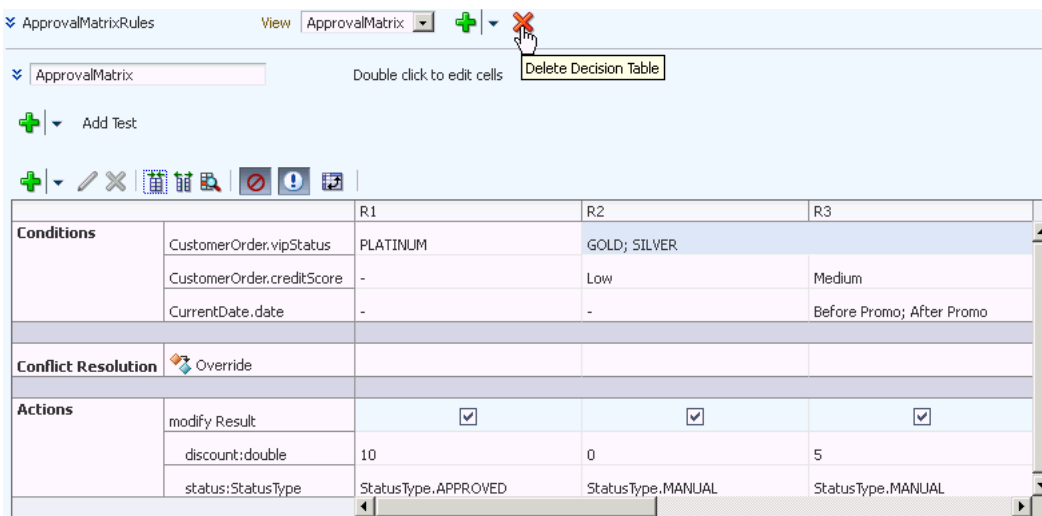 ApprovalMatrixRules View ApprovalMatrix
Delete Decision Table
ApprovalMatrix Double click to edit cells
Add Test
R1 R2 R3
Conditions CustomerOrder.vipStatus PLATINUM GOLD; SILVER
CustomerOrder.creditScore - Low Medium
CurrentDate.date - - Before Promo; After Promo
Conflict Resolution Override
Actions modify Result
discount:double 10 0 5
status:StatusType StatusType.APPROVED StatusType.MANUAL StatusType.MANUAL